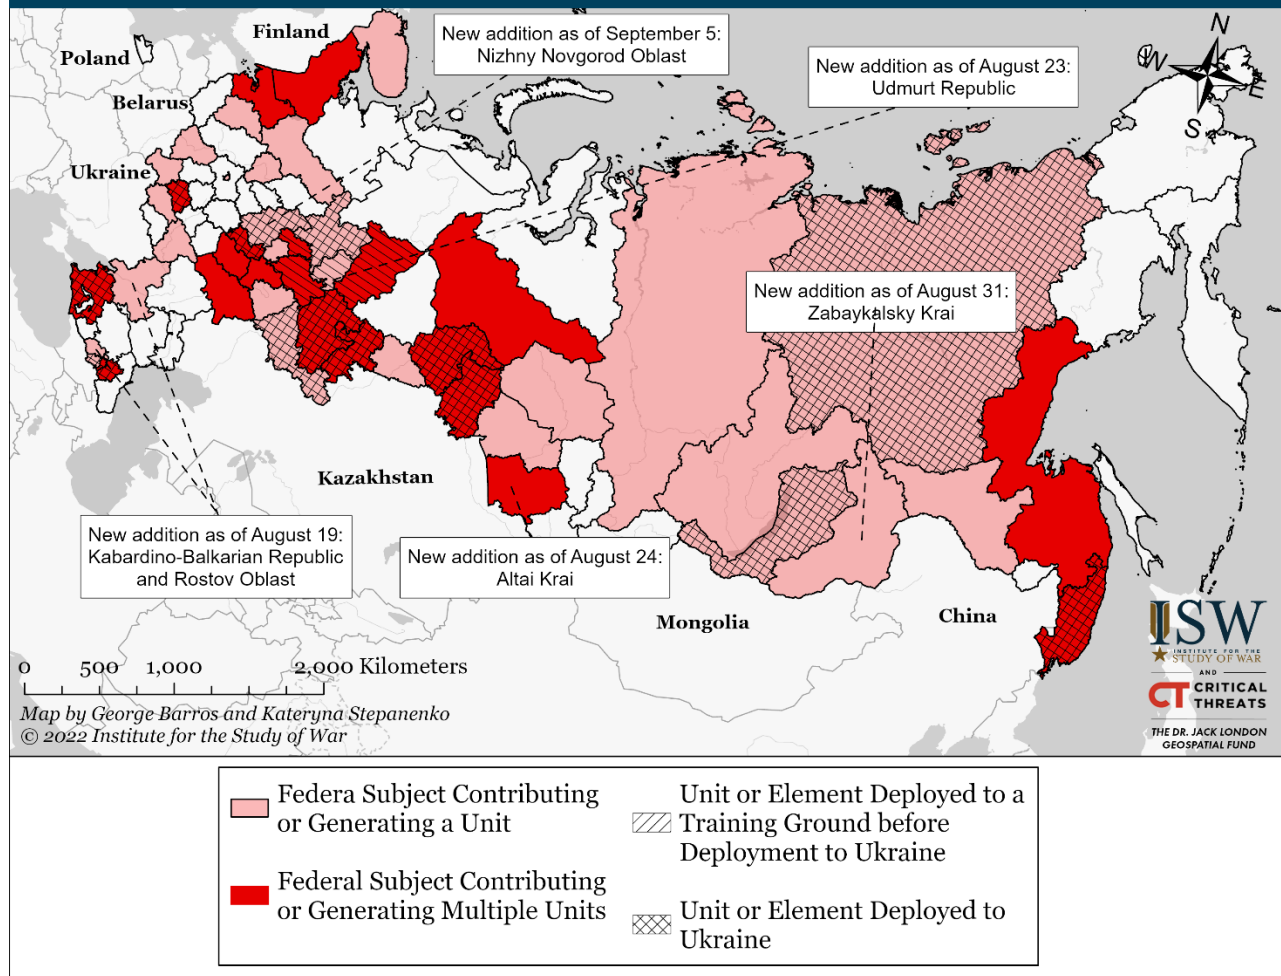 New addition as of September 5:
Nizhny Novgorod Oblast
New addition as of August 23:
Udmurt Republic
N
W
E
S
Finland
Poland
Belarus
Ukraine
New addition as of August 31:
Zabaykalsky Krai
Kazakhstan
New addition as of August 19:
Kabardino-Balkarian Republic
and Rostov Oblast
New addition as of August 24:
Altai Krai
Mongolia
China
0 500 1,000 2,000 Kilometers
Map by George Barros and Kateryna Stepanenko
© 2022 Institute for the Study of War
ISW
INSTITUTE FOR THE
STUDY OF WAR
AND
CT CRITICAL
THREATS
THE DR. JACK LONDON
GEOSPATIAL FUND
Federa Subject Contributing
or Generating a Unit
Federal Subject Contributing
or Generating Multiple Units
Unit or Element Deployed to a
Training Ground before
Deployment to Ukraine
Unit or Element Deployed to
Ukraine